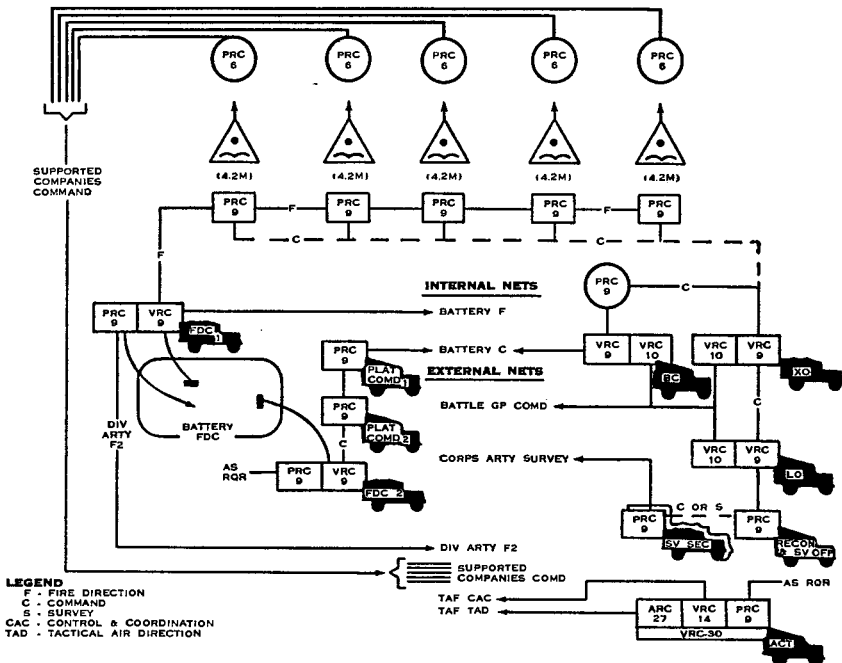 PRC 6
PRC 6
PRC 6
PRC 6
PRC 6
SUPPORTED
COMPANIES
COMMAND
(4.2M)
(4.2M)
(4.2M)
(4.2M)
(4.2M)
PRC 9
PRC 9
PRC 9
PRC 9
PRC 9
F
F
C
C
F
INTERNAL NETS
PRC 9
C
BATTERY F
PRC 9
VRC 9
FDC 1
PRC 9
PLAT COMD 1
BATTERY C
VRC 9
VRC 10
BC
VRC 10
VRC 9
XO
EXTERNAL NETS
BATTERY FDC
PRC 9
PLAT COMD 2
BATTLE GP COMD
C
DIV ARTY F2
C
AS RQR
PRC 9
VRC 9
FDC 2
CORPS ARTY SURVEY
VRC 10
VRC 9
LO
C OR S
PRC 9
SV SEC
PRC 9
RECON & SV OFF
DIV ARTY F2
SUPPORTED
COMPANIES COMD
AS RQR
TAF CAC
TAF TAD
ARC 27
VRC 14
PRC 9
VRC-30
ACT
LEGEND
F - FIRE DIRECTION
C - COMMAND
S - SURVEY
CAC - CONTROL & COORDINATION
TAD - TACTICAL AIR DIRECTION